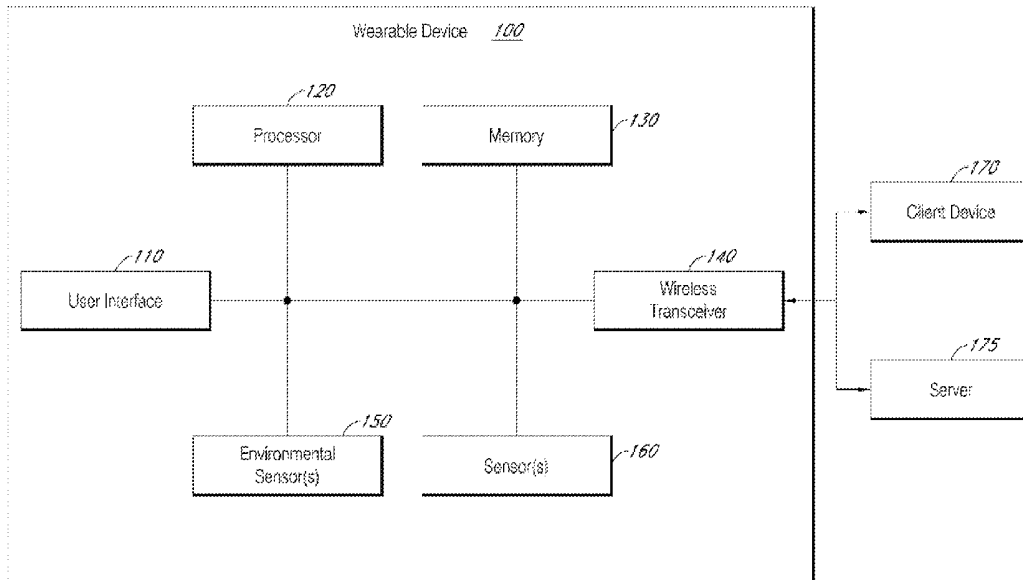 Wearable Device 100
120
Processor
Memory
130
170
Client Device
110
User Interface
140
Wireless
Transceiver
175
Server
150
Environmental
Sensor(s)
Sensor(s)
160